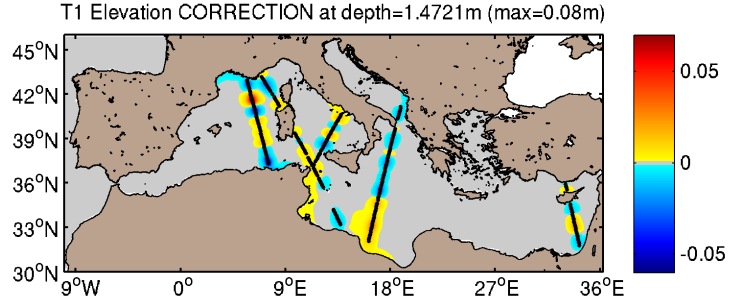 T1 Elevation CORRECTION at depth=1.4721m (max=0.08m)
45°N
42°N
39°N
36°N
33°N
30°N
9°W
0°
9°E
18°E
27°E
36°E
0.05
0
-0.05